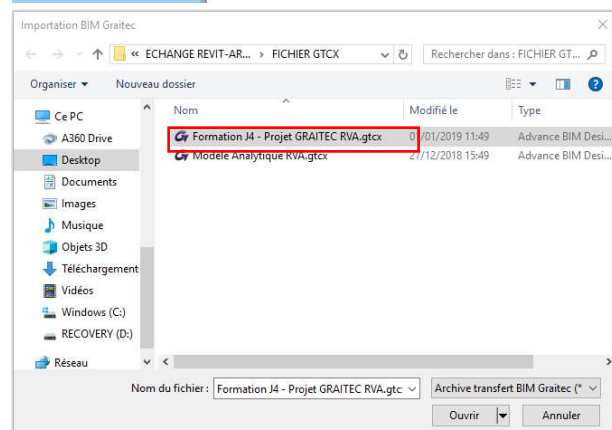 Importation BIM Graitec
« ECHANGE REVIT-AR... > FICHIER GTCX
Rechercher dans : FICHIER GT...
Organiser Nouveau dossier
Nom Modifié le Type
Ce PC
A360 Drive
Desktop
Documents
Images
Musique
Objets 3D
Téléchargement
Vidéos
Windows (C:)
RECOVERY (D:)
Réseau
Formation J4 - Projet GRAITEC RVA.gtcx 07/01/2019 11:49 Advance BIM Desi...
Modèle Analytique RVA.gtcx 27/12/2018 15:49 Advance BIM Desi...
Nom du fichier : Formation J4 - Projet GRAITEC RVA.gtc Archive transfert BIM Graitec (*
Ouvrir Annuler